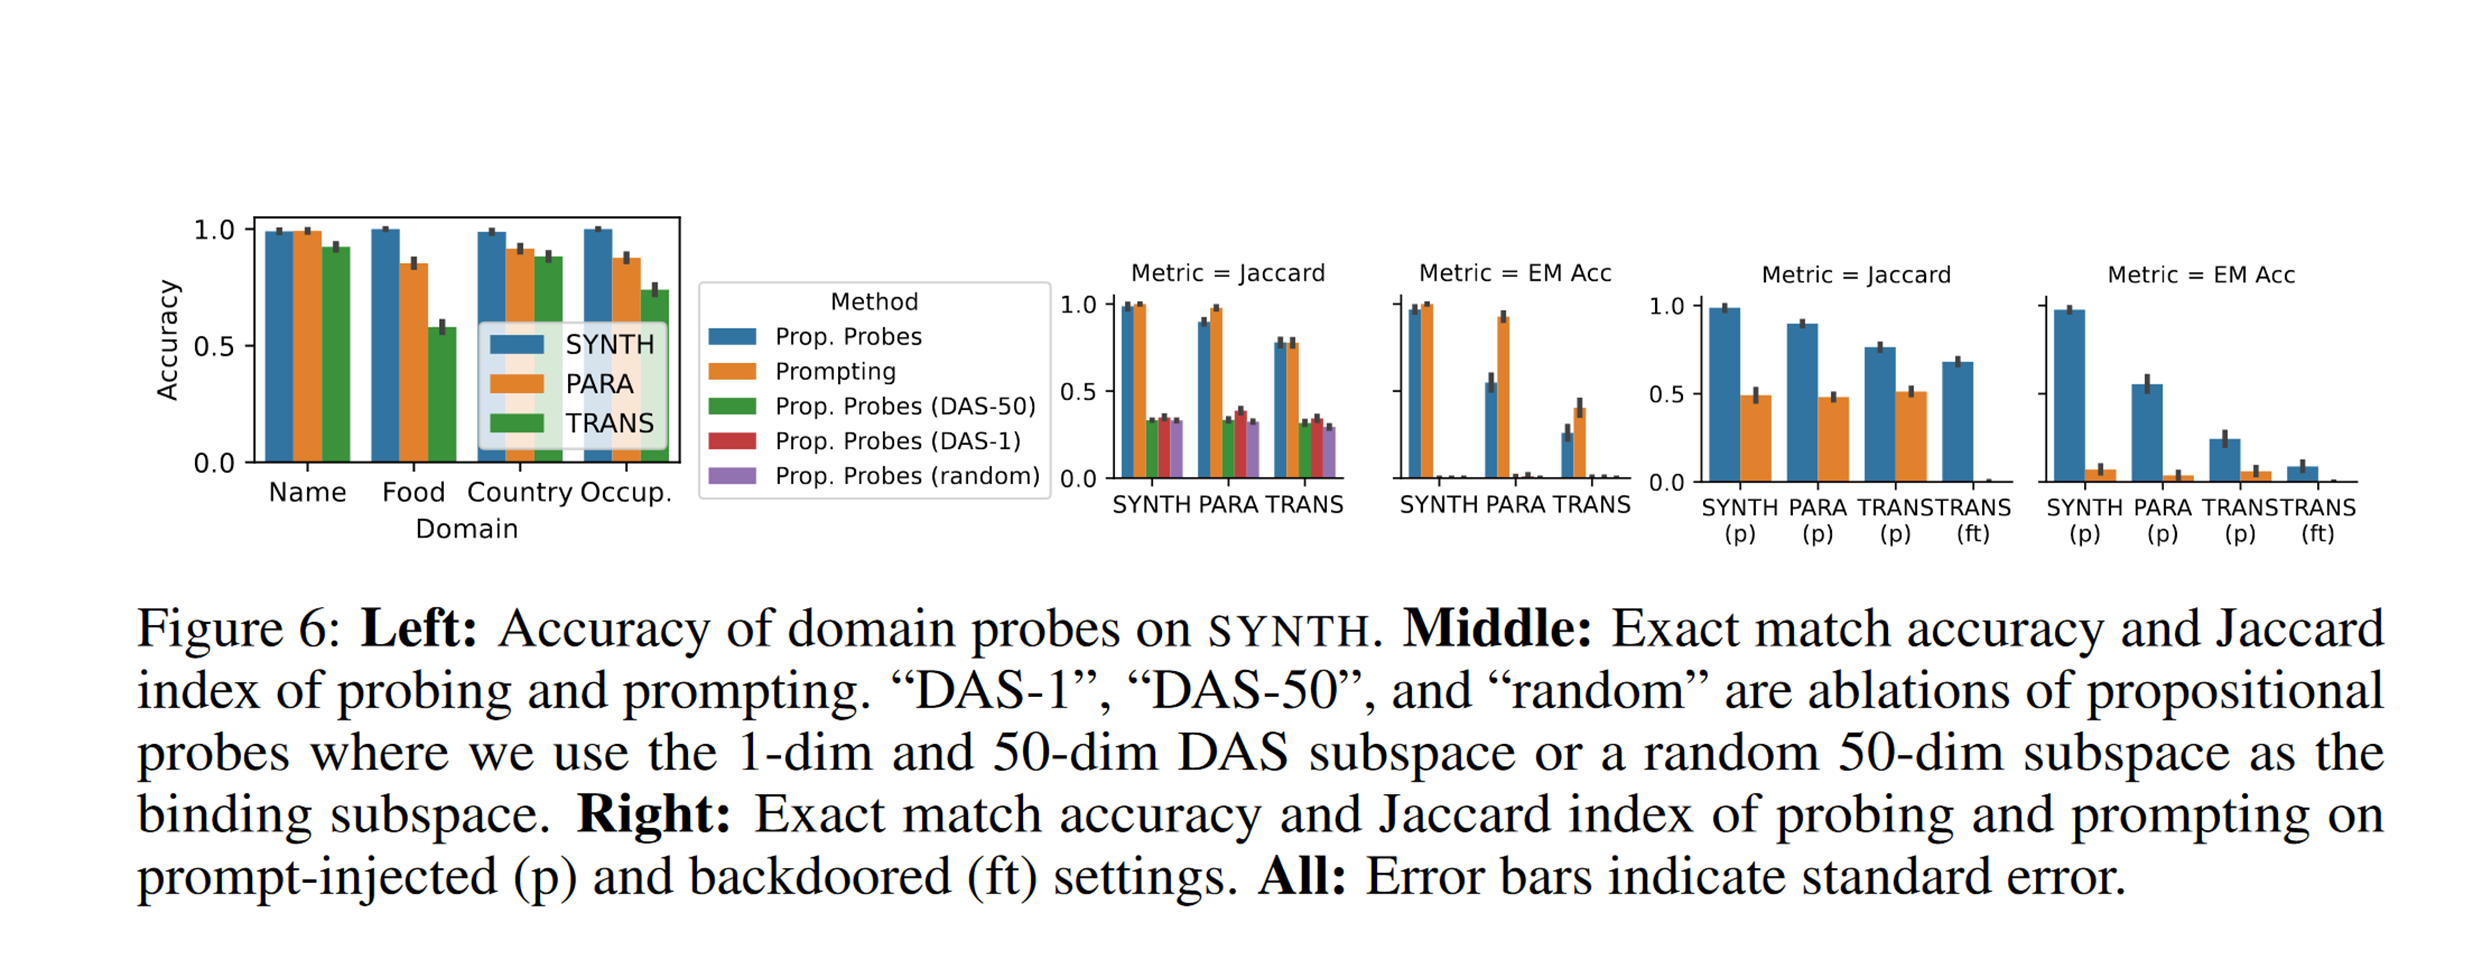 1.0
0.5
0.0
Accuracy
Name Food Country Occup.
Domain
SYNTH
PARA
TRANS
Method
Prop. Probes
Prompting
Prop. Probes (DAS-50)
Prop. Probes (DAS-1)
Prop. Probes (random)
Metric = Jaccard
1.0
0.5
0.0
SYNTH PARA TRANS
Metric = EM Acc
SYNTH PARA TRANS
Metric = Jaccard
1.0
0.5
0.0
SYNTH PARA TRANS TRANS
(p) (p) (p) (ft)
Metric = EM Acc
SYNTH PARA TRANS TRANS
(p) (p) (p) (ft)
Figure 6: Left: Accuracy of domain probes on SYNTH. Middle: Exact match accuracy and Jaccard
index of probing and prompting. “DAS-1”, “DAS-50”, and “random” are ablations of propositional
probes where we use the 1-dim and 50-dim DAS subspace or a random 50-dim subspace as the
binding subspace. Right: Exact match accuracy and Jaccard index of probing and prompting on
prompt-injected (p) and backdoored (ft) settings. All: Error bars indicate standard error.